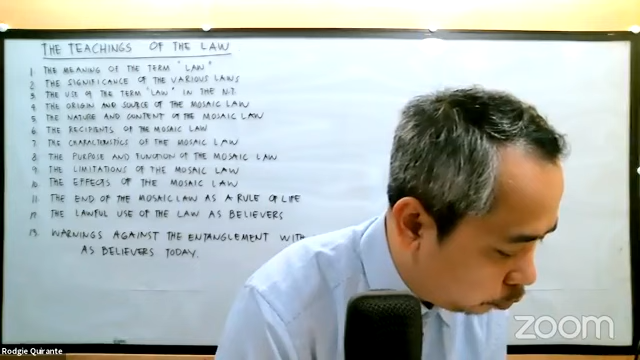 THE TEACHINGS OF THE LAW
1. THE MEANING OF THE TERM "LAW"
2. THE SIGNIFICANCE OF THE VARIOUS LAWS
3. THE USE OF THE TERM "LAW" IN THE N.T.
4. THE ORIGIN AND SOURCE OF THE MOSAIC LAW
5. THE NATURE AND CONTENT OF THE MOSAIC LAW
6. THE RECIPIENTS OF THE MOSAIC LAW
7. THE CHARACTERISTICS OF THE MOSAIC LAW
8. THE PURPOSE AND FUNCTION OF THE MOSAIC LAW
9. THE LIMITATIONS OF THE MOSAIC LAW
10. THE EFFECTS OF THE MOSAIC LAW
11. THE END OF THE MOSAIC LAW AS A RULE OF LIFE
12. THE LAWFUL USE OF THE LAW AS BELIEVERS
13. WARNINGS AGAINST THE ENTANGLEMENT WITH
AS BELIEVERS TODAY.
Rodgie Quirante
zoom